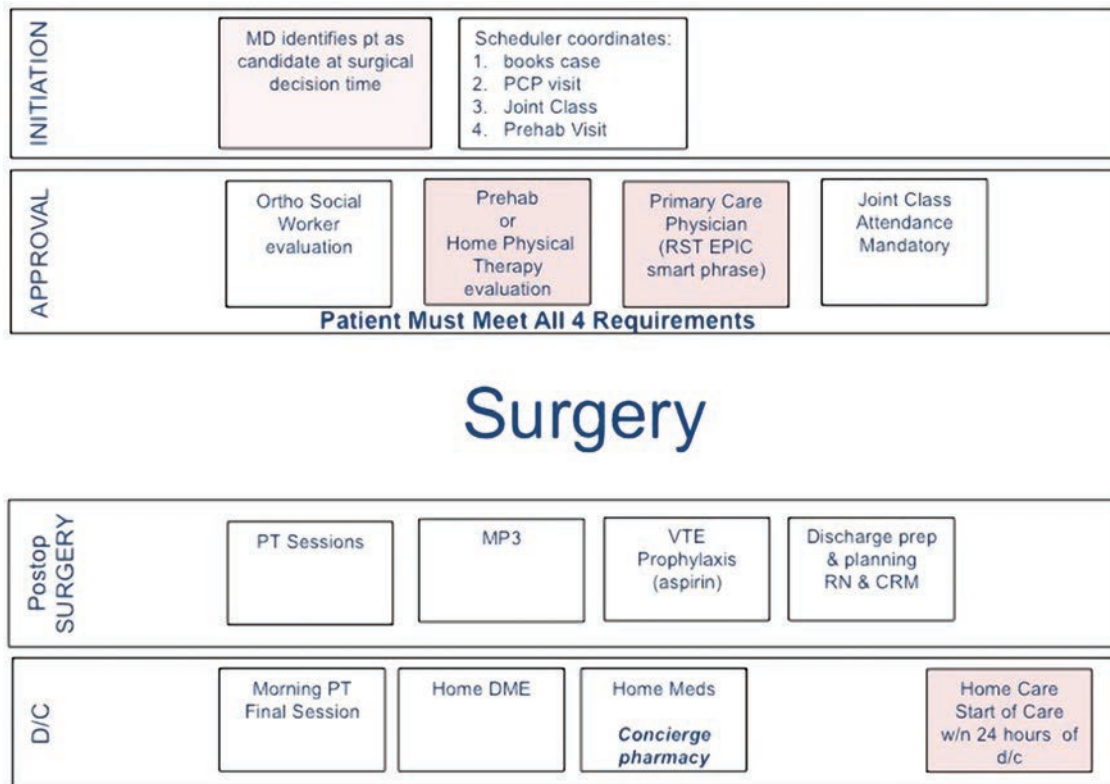 INITIATION
MD identifies pt as
candidate at surgical
decision time
Scheduler coordinates:
1. books case
2. PCP visit
3. Joint Class
4. Prehab Visit
APPROVAL
Ortho Social
Worker
evaluation
Prehab
or
Home Physical
Therapy
evaluation
Primary Care
Physician
(RST EPIC
smart phrase)
Joint Class
Attendance
Mandatory
Patient Must Meet All 4 Requirements
Surgery
Postop
SURGERY
PT Sessions
MP3
VTE
Prophylaxis
(aspirin)
Discharge prep
& planning
RN & CRM
D/C
Morning PT
Final Session
Home DME
Home Meds
Concierge
pharmacy
Home Care
Start of Care
w/n 24 hours of
d/c